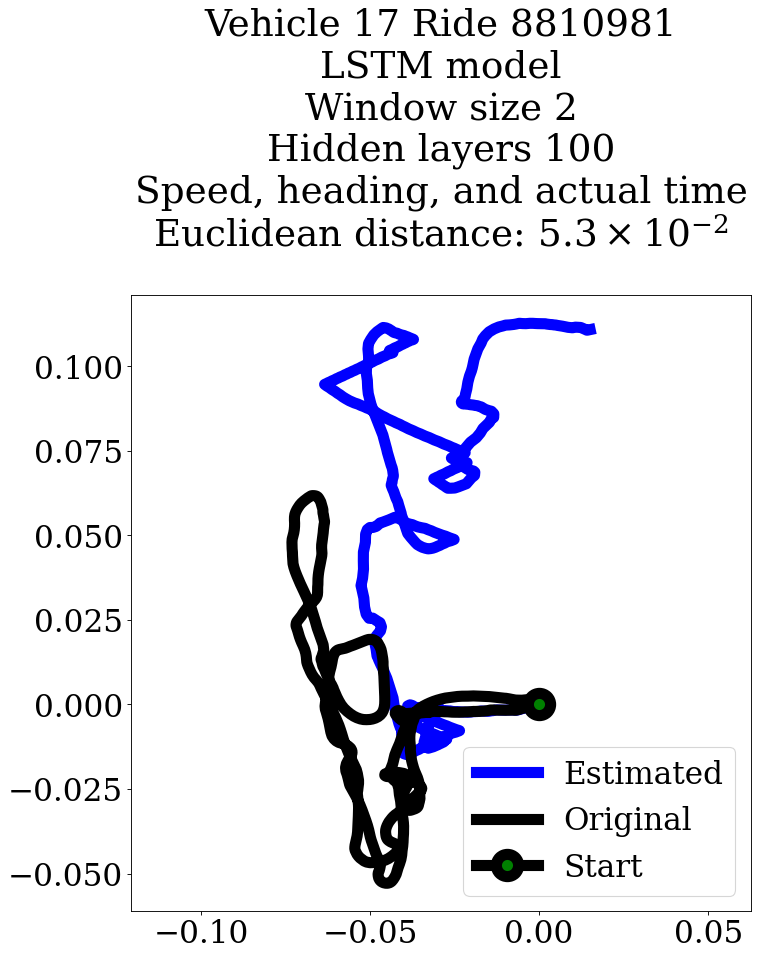 Vehicle 17 Ride 8810981
LSTM model
Window size 2
Hidden layers 100
Speed, heading, and actual time
Euclidean distance: 5.3 × 10⁻²
0.100
0.075
0.050
0.025
0.000
−0.025
−0.050
Estimated
Original
Start
−0.10 −0.05 0.00 0.05